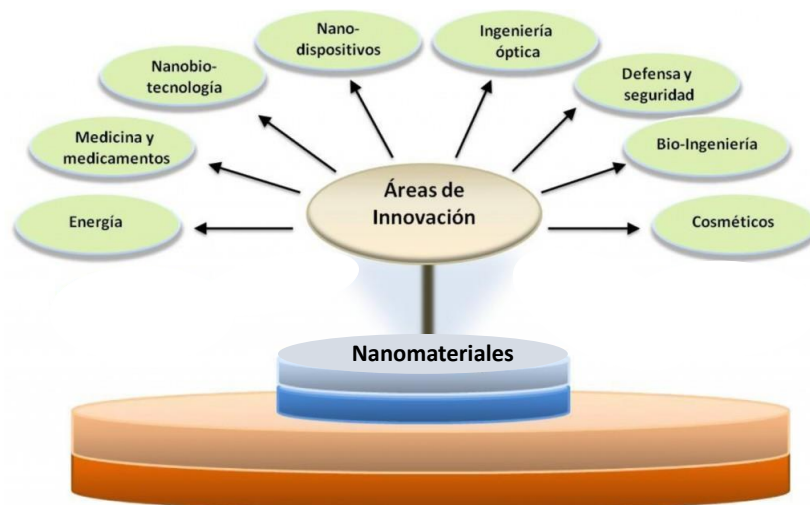 Nano-
dispositivos
Ingeniería
óptica
Nanobio-
tecnología
Defensa y
seguridad
Medicina y
medicamentos
Bio-Ingeniería
Áreas de
Innovación
Energía
Cosméticos
Nanomateriales